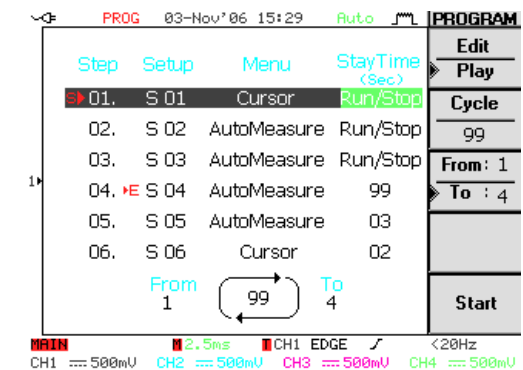 PROG 03-Nov'06 15:29 Auto PROGRAM
Edit
Play
Step Setup Menu StayTime
(Sec)
S 01. S 01 Cursor Run/Stop
Cycle
99
02. S 02 AutoMeasure Run/Stop
03. S 03 AutoMeasure Run/Stop
From: 1
To : 4
1
04. E S 04 AutoMeasure 99
05. S 05 AutoMeasure 03
06. S 06 Cursor 02
From To
1 99 4
Start
MAIN M 2.5ms T CH1 EDGE <20Hz
CH1 500mV CH2 500mV CH3 500mV CH4 500mV